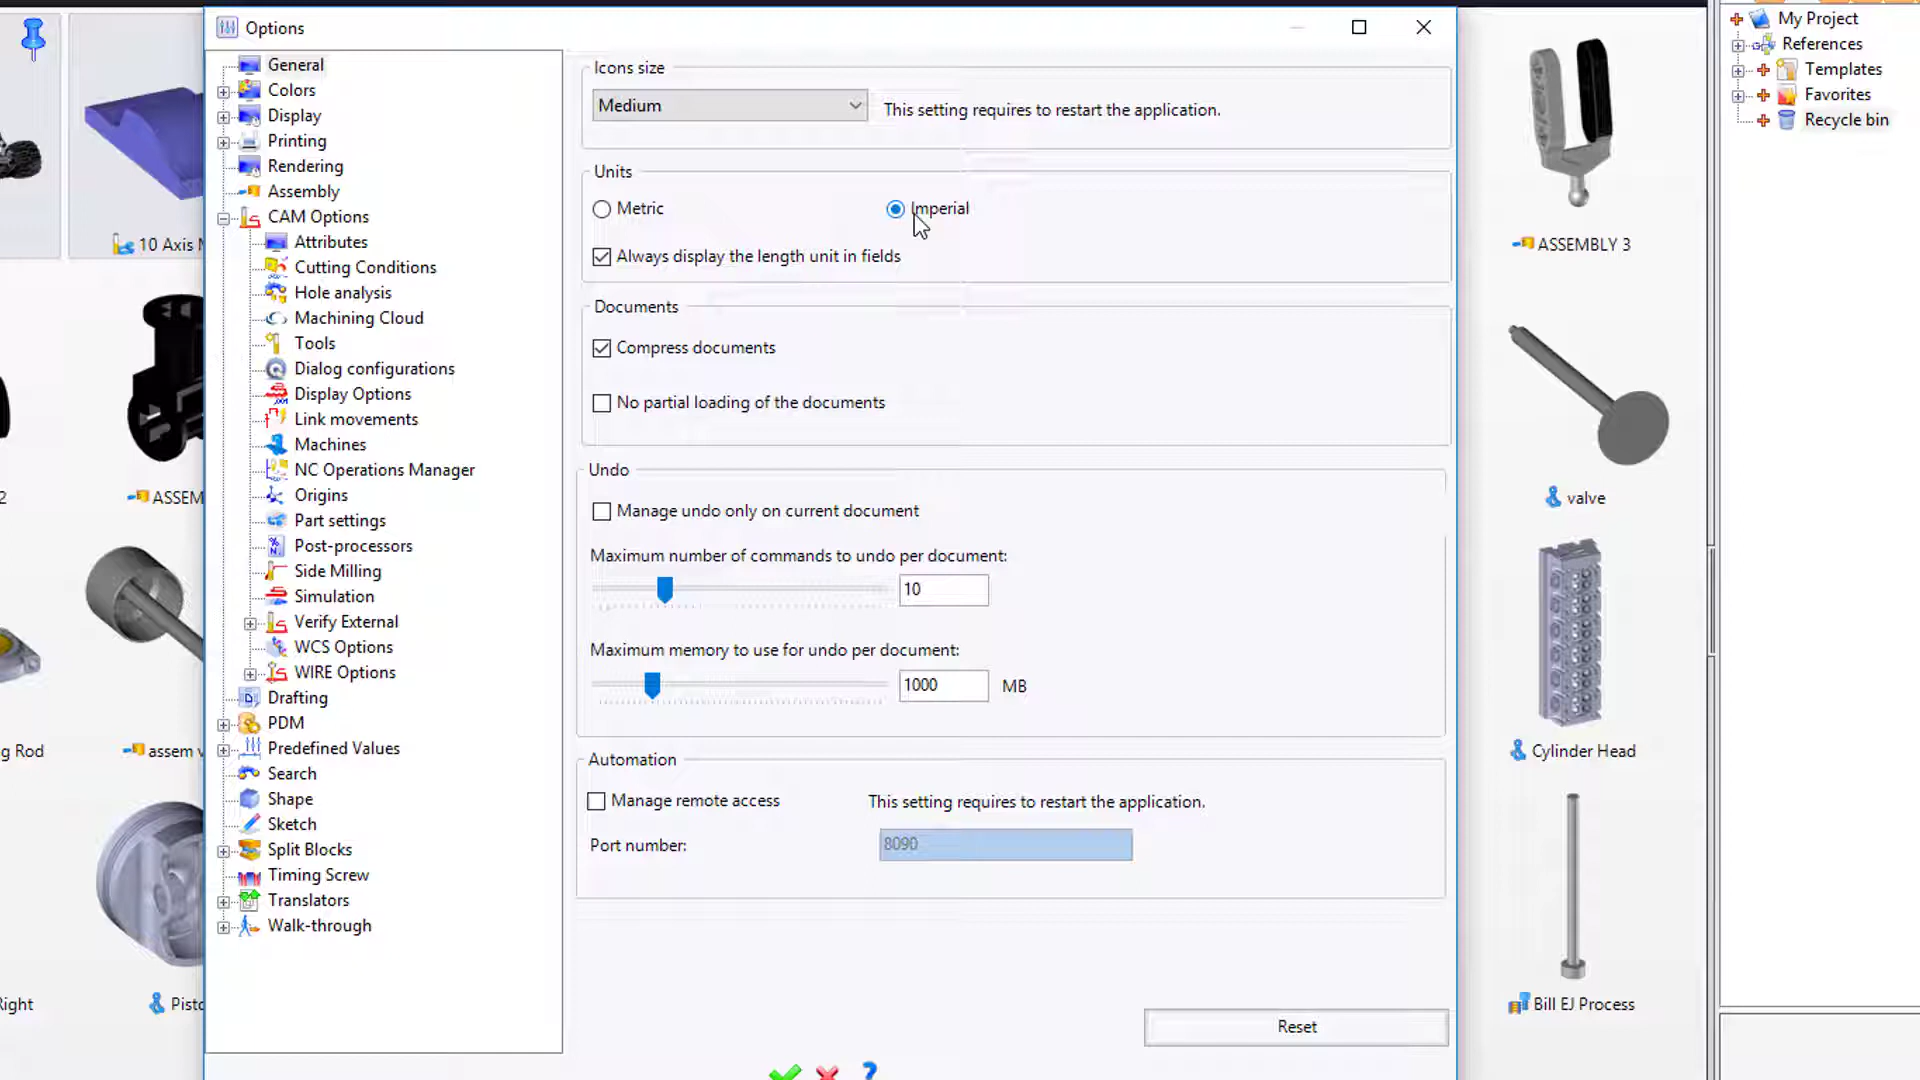 Options
General
Colors
Display
Printing
Rendering
Assembly
CAM Options
Attributes
Cutting Conditions
Hole analysis
Machining Cloud
Tools
Dialog configurations
Display Options
Link movements
Machines
NC Operations Manager
Origins
Part settings
Post-processors
Side Milling
Simulation
Verify External
WCS Options
WIRE Options
Drafting
PDM
Predefined Values
Search
Shape
Sketch
Split Blocks
Timing Screw
Translators
Walk-through
Icons size
Medium
This setting requires to restart the application.
Units
Metric
Imperial
Always display the length unit in fields
Documents
Compress documents
No partial loading of the documents
Undo
Manage undo only on current document
Maximum number of commands to undo per document:
10
Maximum memory to use for undo per document:
1000 MB
Automation
Manage remote access
This setting requires to restart the application.
Port number:
8090
Reset
?
10 Axis M
2
ASSEM
g Rod
assem v
Right
Pisto
ASSEMBLY 3
valve
Cylinder Head
Bill EJ Process
My Project
References
Templates
Favorites
Recycle bin